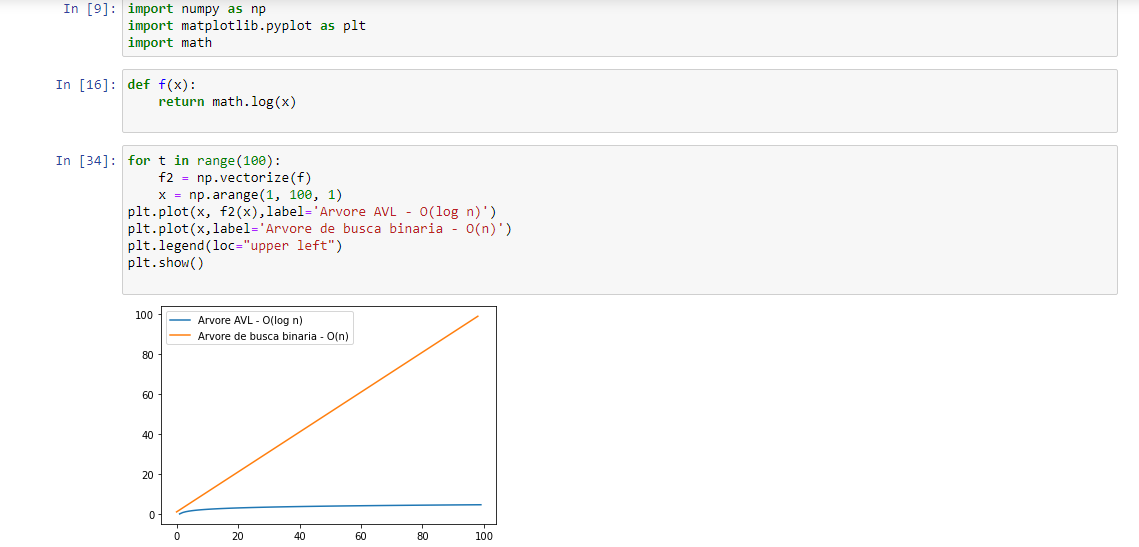 In [9]: import numpy as np
import matplotlib.pyplot as plt
import math
In [16]: def f(x):
    return math.log(x)
In [34]: for t in range(100):
    f2 = np.vectorize(f)
    x = np.arange(1, 100, 1)
plt.plot(x, f2(x),label='Arvore AVL - O(log n)')
plt.plot(x,label='Arvore de busca binaria - O(n)')
plt.legend(loc="upper left")
plt.show()
Arvore AVL - O(log n)
Arvore de busca binaria - O(n)
100
80
60
40
20
0
0 20 40 60 80 100